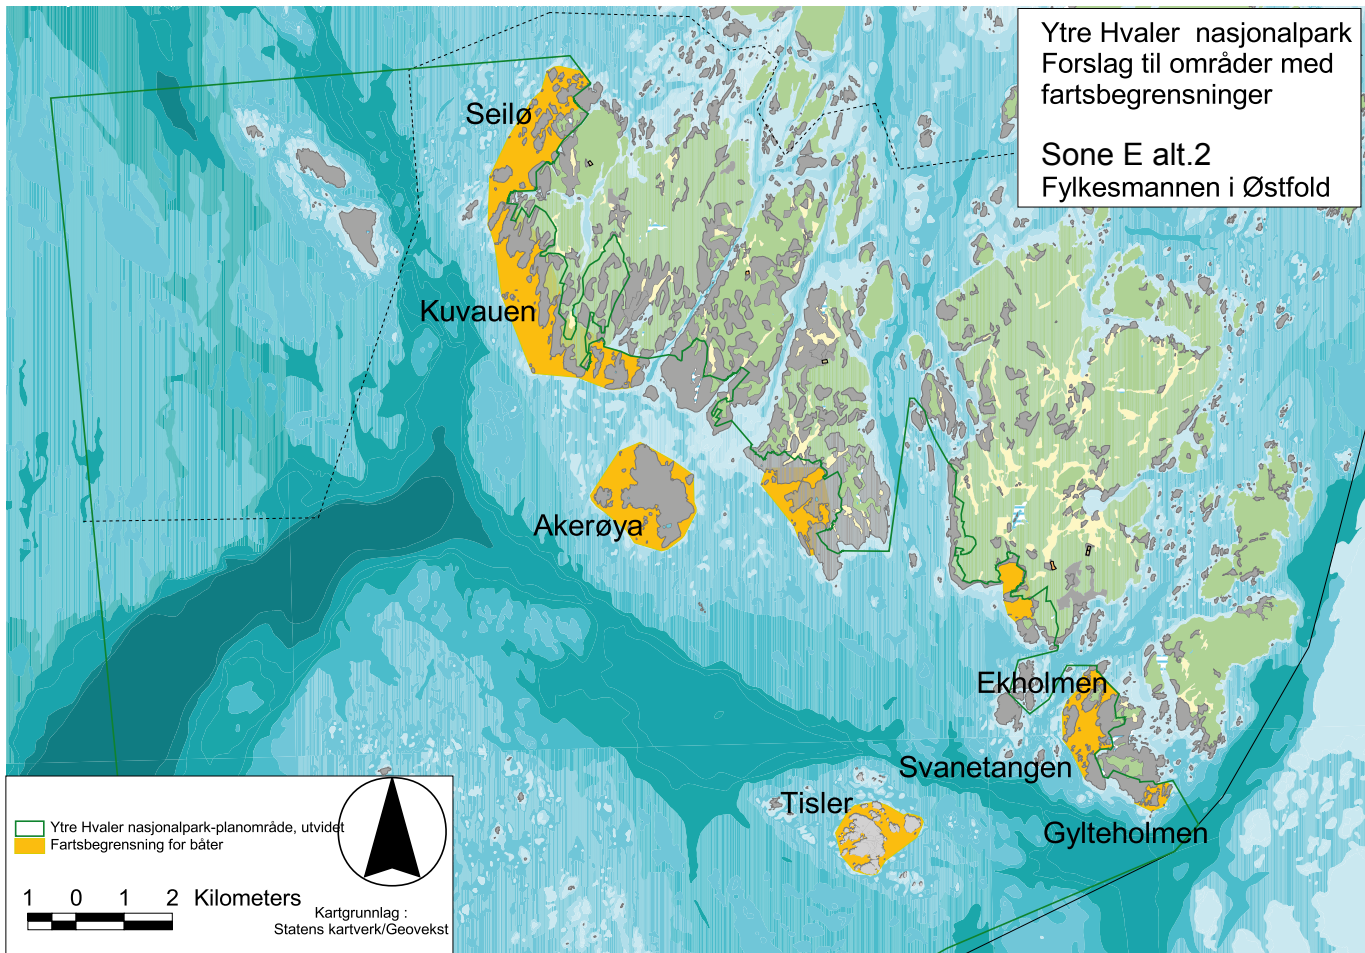 Ytre Hvaler nasjonalpark
Forslag til områder med
fartsbegrensninger
Sone E alt.2
Fylkesmannen i Østfold
Seilø
Kuvauen
Akerøya
Ekholmen
Svanetangen
Tisler
Gylteholmen
Ytre Hvaler nasjonalpark-planområde, utvidet
Fartsbegrensning for båter
1 0 1 2 Kilometers
Kartgrunnlag :
Statens kartverk/Geovekst